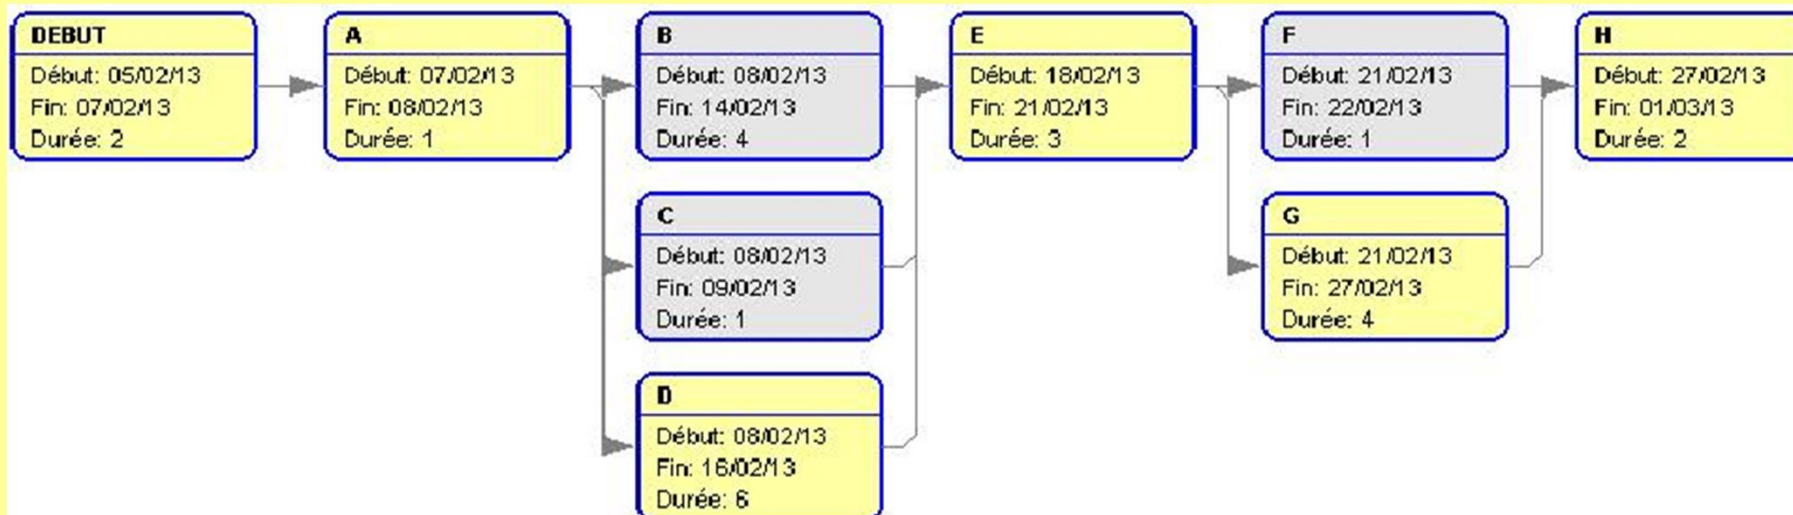 DEBUT
Début: 05/02/13
Fin: 07/02/13
Durée: 2
A
Début: 07/02/13
Fin: 08/02/13
Durée: 1
B
Début: 08/02/13
Fin: 14/02/13
Durée: 4
E
Début: 18/02/13
Fin: 21/02/13
Durée: 3
F
Début: 21/02/13
Fin: 22/02/13
Durée: 1
H
Début: 27/02/13
Fin: 01/03/13
Durée: 2
C
Début: 08/02/13
Fin: 09/02/13
Durée: 1
G
Début: 21/02/13
Fin: 27/02/13
Durée: 4
D
Début: 08/02/13
Fin: 16/02/13
Durée: 6